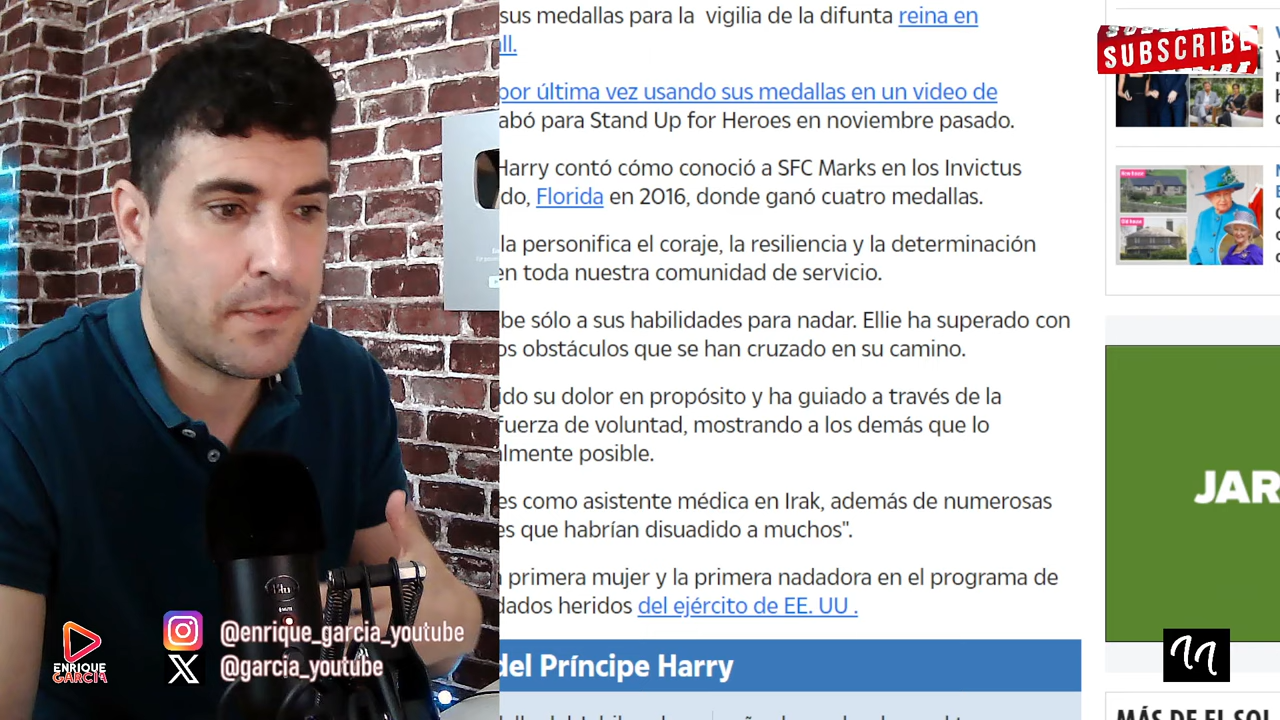 sus medallas para la vigilia de la difunta reina en
ll.
por última vez usando sus medallas en un video de
abó para Stand Up for Heroes en noviembre pasado.
Harry contó cómo conoció a SFC Marks en los Invictus
do, Florida en 2016, donde ganó cuatro medallas.
la personifica el coraje, la resiliencia y la determinación
en toda nuestra comunidad de servicio.
be sólo a sus habilidades para nadar. Ellie ha superado con
os obstáculos que se han cruzado en su camino.
ido su dolor en propósito y ha guiado a través de la
fuerza de voluntad, mostrando a los demás que lo
almente posible.
es como asistente médica en Irak, además de numerosas
es que habrían disuadido a muchos".
primera mujer y la primera nadadora en el programa de
dados heridos del ejército de EE. UU .
del Príncipe Harry
SUBSCRIBE
JAR
MÁS DE EL SOL
@enrique_garcia_youtube
@garcia_youtube
ENRIQUE
GARCIA